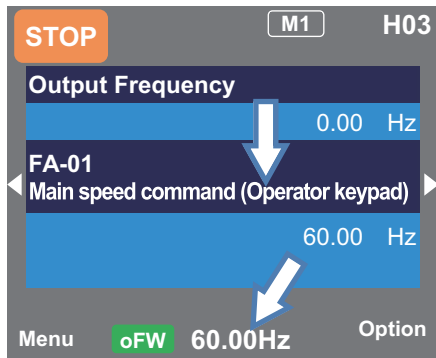 STOP M1 H03
Output Frequency
0.00 Hz
FA-01
Main speed command (Operator keypad)
60.00 Hz
Menu oFW 60.00Hz Option